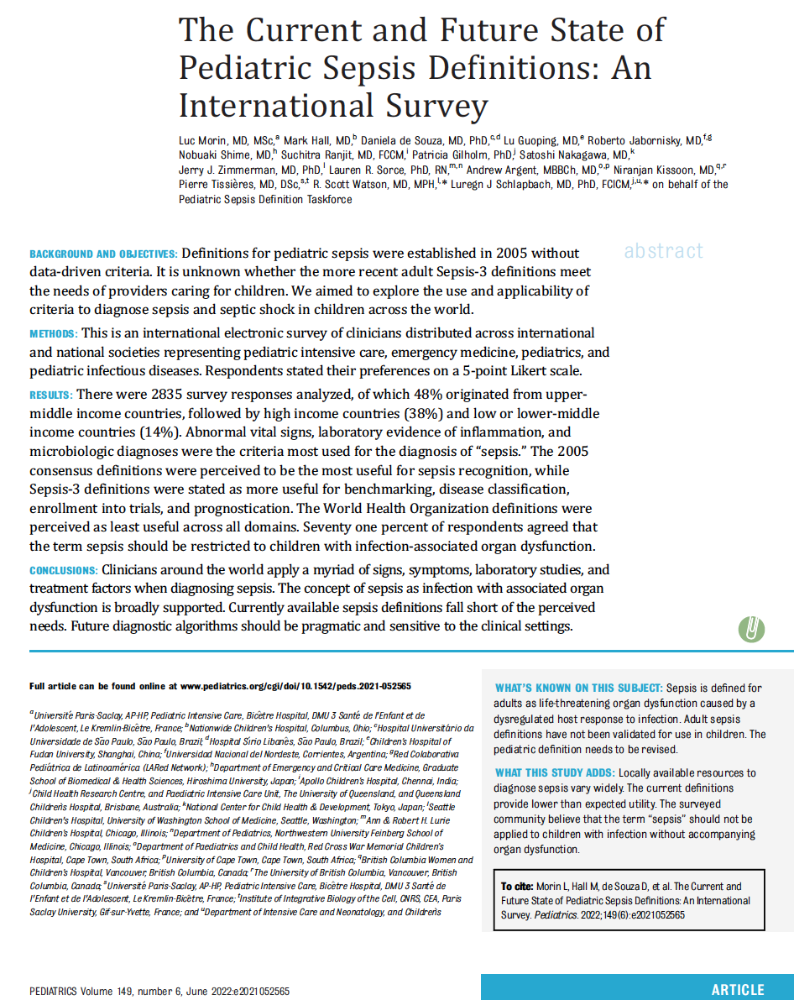 The Current and Future State of
Pediatric Sepsis Definitions: An
International Survey
Luc Morin, MD, MSc,a Mark Hall, MD,b Daniela de Souza, MD, PhD,c,d Lu Guoping, MD,e Roberto Jabornisky, MD,f,g
Nobuaki Shime, MD,h Suchitra Ranjit, MD, FCCM,i Patricia Gilholm, PhD,j Satoshi Nakagawa, MD,k
Jerry J. Zimmerman, MD, PhD,l Lauren R. Sorce, PhD, RN,m,n Andrew Argent, MBBCh, MD,o,p Niranjan Kissoon, MD,q,r
Pierre Tissières, MD, DSc,s,t R. Scott Watson, MD, MPH,l,* Luregn J Schlapbach, MD, PhD, FCICM,j,u,* on behalf of the
Pediatric Sepsis Definition Taskforce
abstract
BACKGROUND AND OBJECTIVES: Definitions for pediatric sepsis were established in 2005 without
data-driven criteria. It is unknown whether the more recent adult Sepsis-3 definitions meet
the needs of providers caring for children. We aimed to explore the use and applicability of
criteria to diagnose sepsis and septic shock in children across the world.
METHODS: This is an international electronic survey of clinicians distributed across international
and national societies representing pediatric intensive care, emergency medicine, pediatrics, and
pediatric infectious diseases. Respondents stated their preferences on a 5-point Likert scale.
RESULTS: There were 2835 survey responses analyzed, of which 48% originated from upper-
middle income countries, followed by high income countries (38%) and low or lower-middle
income countries (14%). Abnormal vital signs, laboratory evidence of inflammation, and
microbiologic diagnoses were the criteria most used for the diagnosis of “sepsis.” The 2005
consensus definitions were perceived to be the most useful for sepsis recognition, while
Sepsis-3 definitions were stated as more useful for benchmarking, disease classification,
enrollment into trials, and prognostication. The World Health Organization definitions were
perceived as least useful across all domains. Seventy one percent of respondents agreed that
the term sepsis should be restricted to children with infection-associated organ dysfunction.
CONCLUSIONS: Clinicians around the world apply a myriad of signs, symptoms, laboratory studies, and
treatment factors when diagnosing sepsis. The concept of sepsis as infection with associated organ
dysfunction is broadly supported. Currently available sepsis definitions fall short of the perceived
needs. Future diagnostic algorithms should be pragmatic and sensitive to the clinical settings.
Full article can be found online at www.pediatrics.org/cgi/doi/10.1542/peds.2021-052565
aUniversité Paris-Saclay, AP-HP, Pediatric Intensive Care, Bicêtre Hospital, DMU 3 Santé de l'Enfant et de
l'Adolescent, Le Kremlin-Bicêtre, France; bNationwide Children's Hospital, Columbus, Ohio; cHospital Universitário da
Universidade de São Paulo, São Paulo, Brazil; dHospital Sírio Libanês, São Paulo, Brazil; eChildren's Hospital of
Fudan University, Shanghai, China; fUniversidad Nacional del Nordeste, Corrientes, Argentina; gRed Colaborativa
Pediátrica de Latinoamérica (LARed Network); hDepartment of Emergency and Critical Care Medicine, Graduate
School of Biomedical & Health Sciences, Hiroshima University, Japan; iApollo Children's Hospital, Chennai, India;
jChild Health Research Centre, and Paediatric Intensive Care Unit, The University of Queensland, and Queensland
Children's Hospital, Brisbane, Australia; kNational Center for Child Health & Development, Tokyo, Japan; lSeattle
Children's Hospital, University of Washington School of Medicine, Seattle, Washington; mAnn & Robert H. Lurie
Children's Hospital, Chicago, Illinois; nDepartment of Pediatrics, Northwestern University Feinberg School of
Medicine, Chicago, Illinois; oDepartment of Paediatrics and Child Health, Red Cross War Memorial Children's
Hospital, Cape Town, South Africa; pUniversity of Cape Town, Cape Town, South Africa; qBritish Columbia Women and
Children's Hospital, Vancouver, British Columbia, Canada; rThe University of British Columbia, Vancouver, British
Columbia, Canada; sUniversité Paris-Saclay, AP-HP, Pediatric Intensive Care, Bicêtre Hospital, DMU 3 Santé de
l'Enfant et de l'Adolescent, Le Kremlin-Bicêtre, France; tInstitute of Integrative Biology of the Cell, CNRS, CEA, Paris
Saclay University, Gif-sur-Yvette, France; and uDepartment of Intensive Care and Neonatology, and Children's
WHAT'S KNOWN ON THIS SUBJECT: Sepsis is defined for
adults as life-threatening organ dysfunction caused by a
dysregulated host response to infection. Adult sepsis
definitions have not been validated for use in children. The
pediatric definition needs to be revised.
WHAT THIS STUDY ADDS: Locally available resources to
diagnose sepsis vary widely. The current definitions
provide lower than expected utility. The surveyed
community believe that the term “sepsis” should not be
applied to children with infection without accompanying
organ dysfunction.
To cite: Morin L, Hall M, de Souza D, et al. The Current and
Future State of Pediatric Sepsis Definitions: An International
Survey. Pediatrics. 2022;149(6):e2021052565
PEDIATRICS Volume 149, number 6, June 2022:e2021052565
ARTICLE